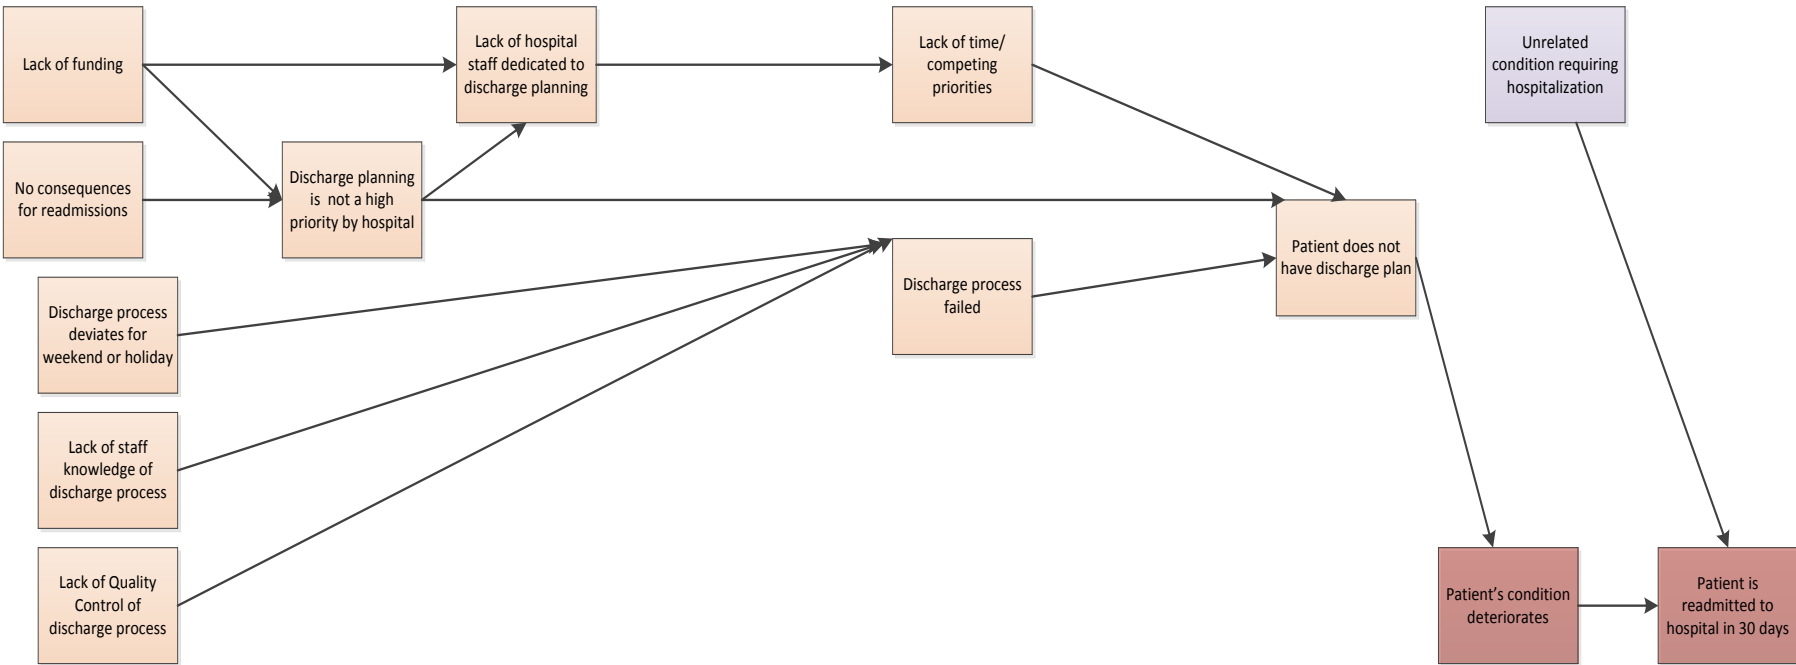 Lack of funding
Lack of hospital
staff dedicated to
discharge planning
Lack of time/
competing
priorities
Unrelated
condition requiring
hospitalization
No consequences
for readmissions
Discharge planning
is  not a high
priority by hospital
Patient does not
have discharge plan
Discharge process
failed
Discharge process
deviates for
weekend or holiday
Lack of staff
knowledge of
discharge process
Lack of Quality
Control of
discharge process
Patient’s condition
deteriorates
Patient is
readmitted to
hospital in 30 days